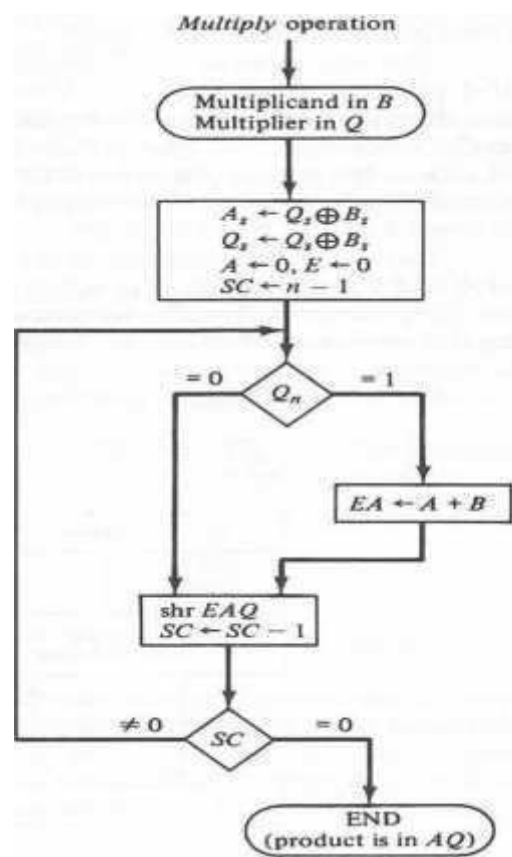 Multiply operation
Multiplicand in B
Multiplier in Q
Aₛ ← Qₛ ⊕ Bₛ
Qₛ ← Qₛ ⊕ Bₛ
A ← 0, E ← 0
SC ← n − 1
= 0
= 1
Qₙ
EA ← A + B
shr EAQ
SC ← SC − 1
≠ 0
= 0
SC
END
(product is in AQ)